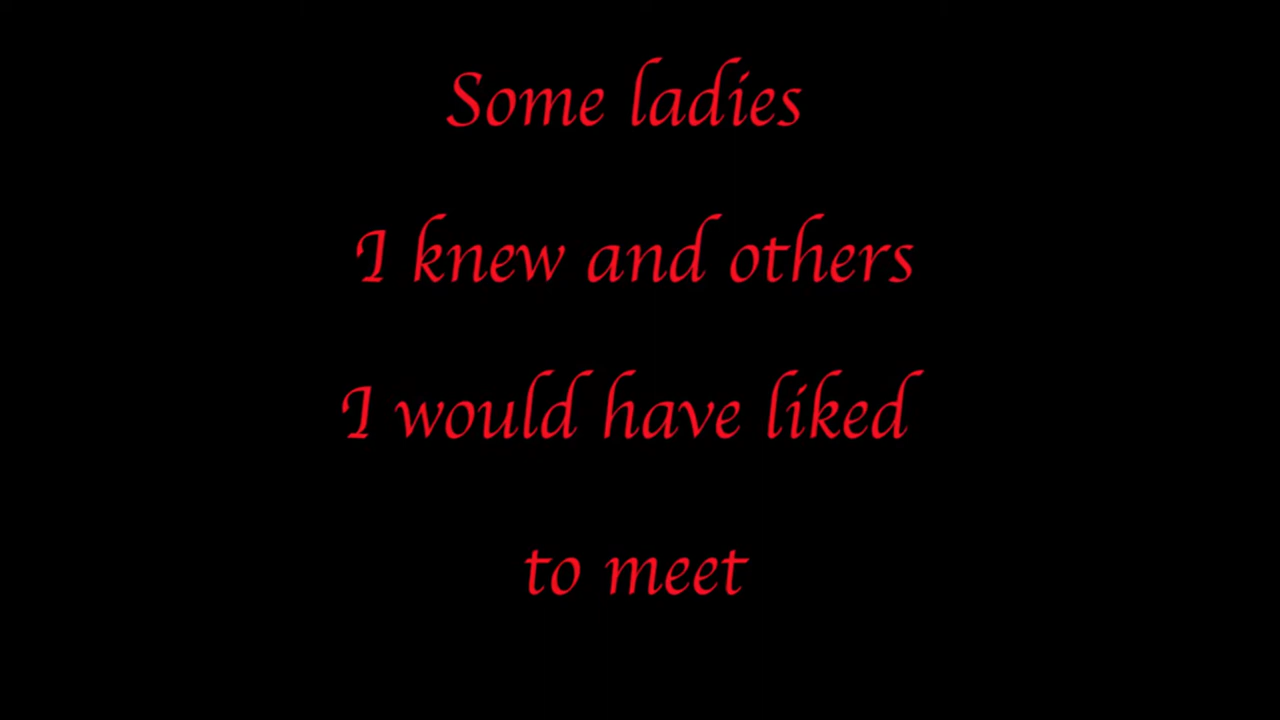 Some ladies
I knew and others
I would have liked
to meet